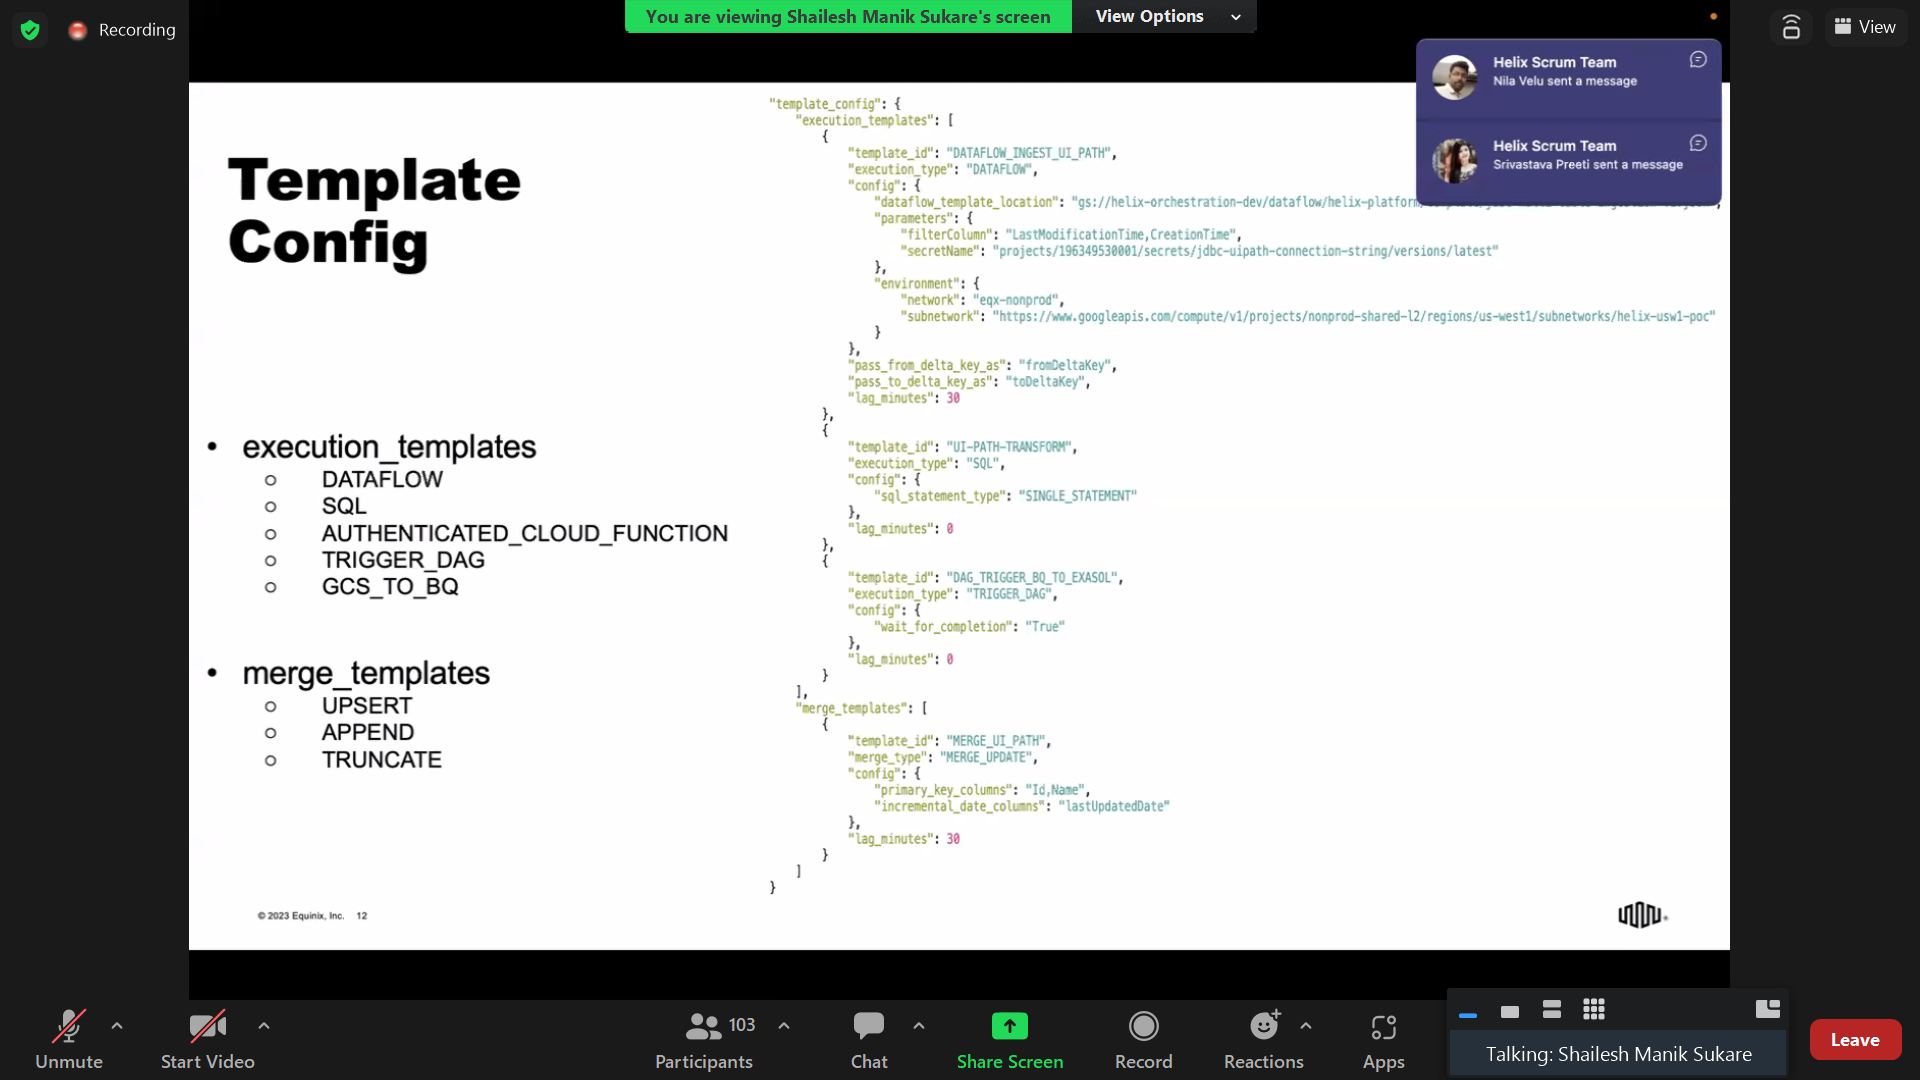 Recording
You are viewing Shailesh Manik Sukare's screen
View Options
View
Helix Scrum Team
Nila Velu sent a message
Helix Scrum Team
Srivastava Preeti sent a message
Template
Config
• execution_templates
o DATAFLOW
o SQL
o AUTHENTICATED_CLOUD_FUNCTION
o TRIGGER_DAG
o GCS_TO_BQ
• merge_templates
o UPSERT
o APPEND
o TRUNCATE
"template_config": {
"execution_templates": [
{
"template_id": "DATAFLOW_INGEST_UI_PATH",
"execution_type": "DATAFLOW",
"config": {
"dataflow_template_location": "gs://helix-orchestration-dev/dataflow/helix-platform
"parameters": {
"filterColumn": "LastModificationTime,CreationTime",
"secretName": "projects/196349530001/secrets/jdbc-uipath-connection-string/versions/latest"
},
"environment": {
"network": "eqx-nonprod",
"subnetwork": "https://www.googleapis.com/compute/v1/projects/nonprod-shared-l2/regions/us-west1/subnetworks/helix-usw1-poc"
}
},
"pass_from_delta_key_as": "fromDeltaKey",
"pass_to_delta_key_as": "toDeltaKey",
"lag_minutes": 30
},
{
"template_id": "UI-PATH-TRANSFORM",
"execution_type": "SQL",
"config": {
"sql_statement_type": "SINGLE_STATEMENT"
},
"lag_minutes": 0
},
{
"template_id": "DAG_TRIGGER_BQ_TO_EXASOL",
"execution_type": "TRIGGER_DAG",
"config": {
"wait_for_completion": "True"
},
"lag_minutes": 0
}
],
"merge_templates": [
{
"template_id": "MERGE_UI_PATH",
"merge_type": "MERGE_UPDATE",
"config": {
"primary_key_columns": "Id,Name",
"incremental_date_columns": "lastUpdatedDate"
},
"lag_minutes": 30
}
]
}
© 2023 Equinix, Inc. 12
Unmute
Start Video
103
Participants
Chat
Share Screen
Record
Reactions
Apps
Talking: Shailesh Manik Sukare
Leave